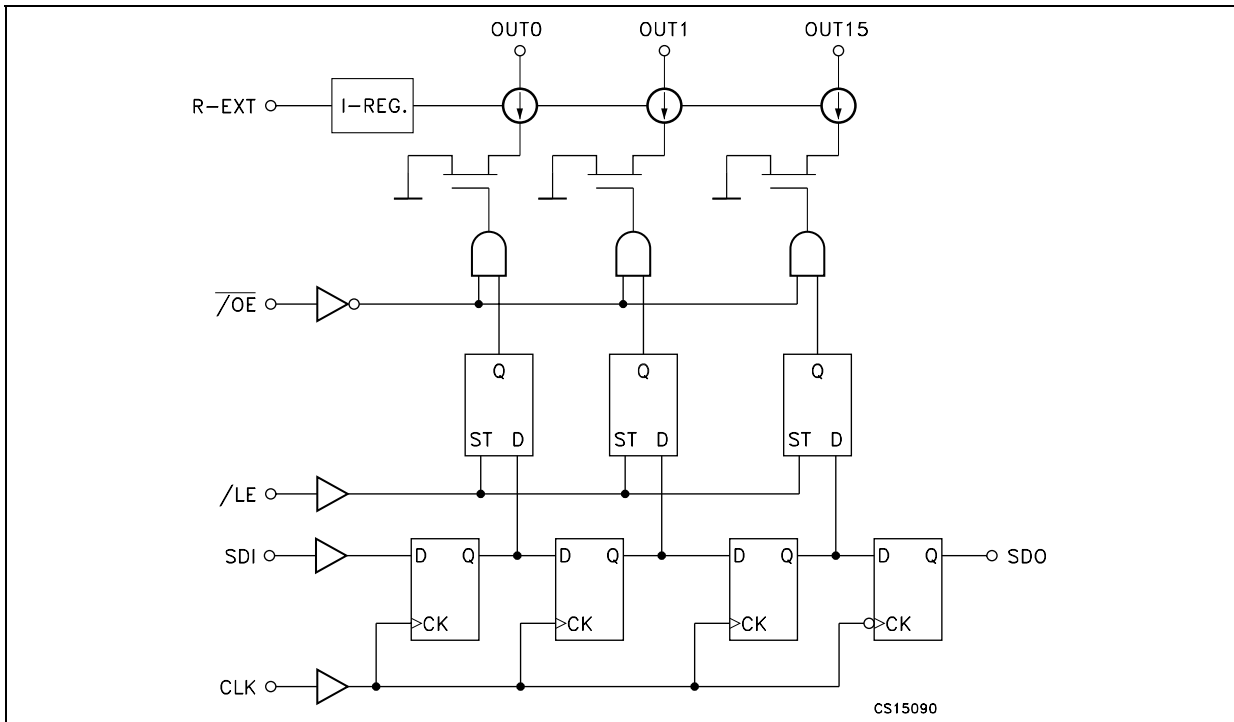 OUT0 OUT1 OUT15
R-EXT I-REG.
/OE
Q Q Q
ST D ST D ST D
/LE
SDI D Q D Q D Q D Q SDO
CK CK CK CK
CLK
CS15090